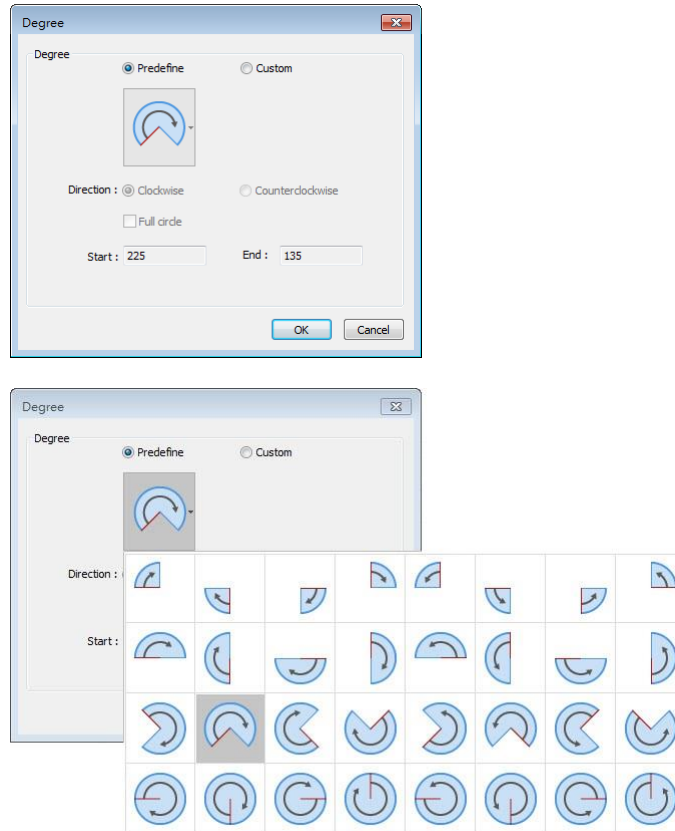 Degree
Degree
Predefine Custom
Direction : Clockwise Counterclockwise
Full circle
Start : 225 End : 135
OK Cancel
Degree
Degree
Predefine Custom
Direction :
Start :